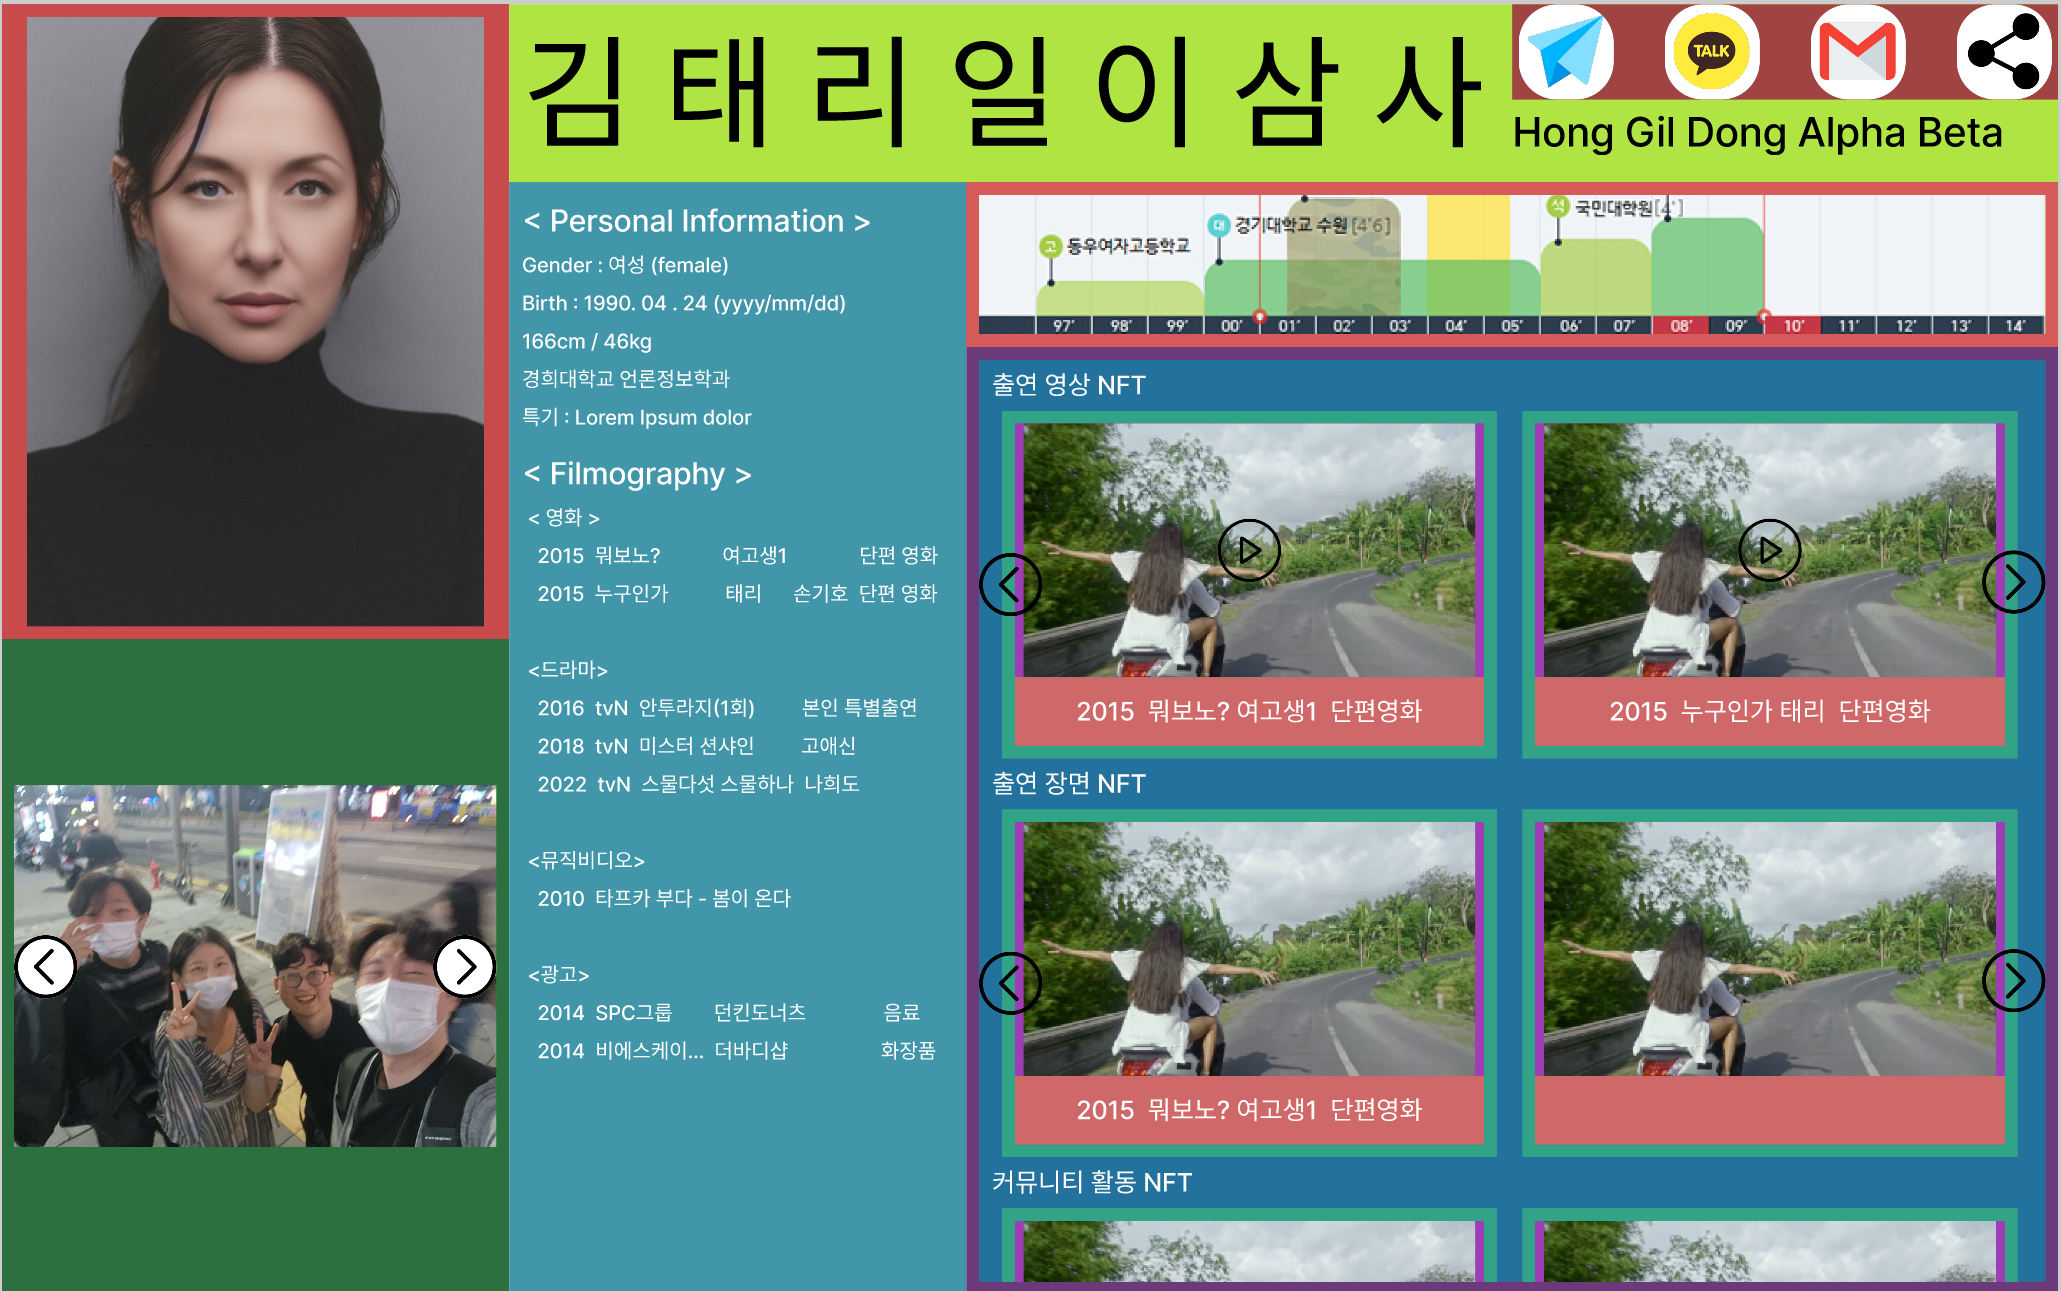 김태리일이삼사
TALK
Hong Gil Dong Alpha Beta
< Personal Information >
Gender : 여성 (female)
Birth : 1990. 04 . 24 (yyyy/mm/dd)
166cm / 46kg
경희대학교 언론정보학과
특기 : Lorem Ipsum dolor
< Filmography >
< 영화 >
2015 뭐보노? 여고생1 단편 영화
2015 누구인가 태리 손기호 단편 영화
<드라마>
2016 tvN 안투라지(1회) 본인 특별출연
2018 tvN 미스터 션샤인 고애신
2022 tvN 스물다섯 스물하나 나희도
<뮤직비디오>
2010 타프카 부다 - 봄이 온다
<광고>
2014 SPC그룹 던킨도너츠 음료
2014 비에스케이... 더바디샵 화장품
고 동우여자고등학교
대 경기대학교 수원[4'6]
석 국민대학원[4']
97' 98' 99' 00' 01' 02' 03' 04' 05' 06' 07' 08' 09' 10' 11' 12' 13' 14'
출연 영상 NFT
2015 뭐보노? 여고생1 단편영화
2015 누구인가 태리 단편영화
출연 장면 NFT
2015 뭐보노? 여고생1 단편영화
커뮤니티 활동 NFT